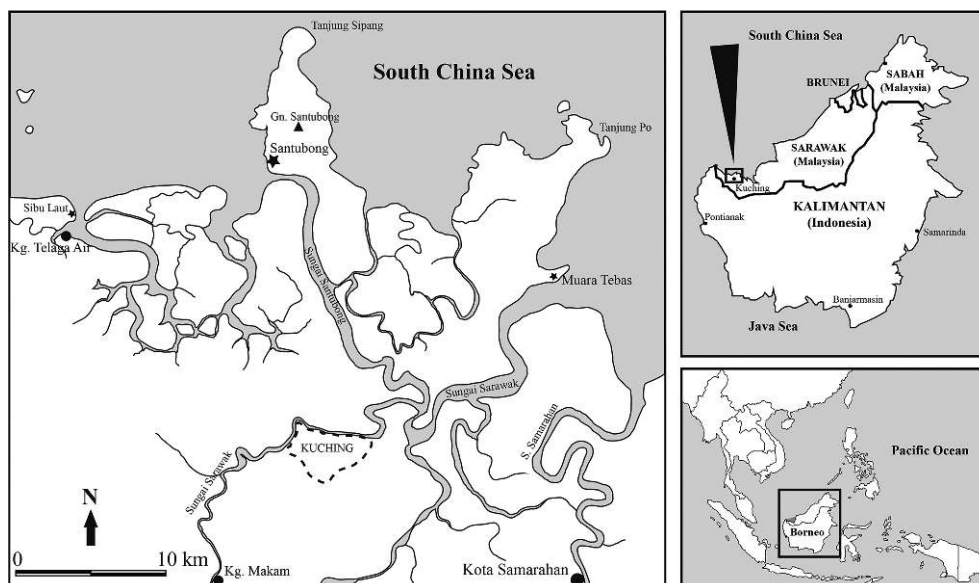 Tanjung Sipang
South China Sea
Gn. Santubong
Santubong
Tanjung Po
Sibu Laut
Kg. Telaga Air
Sungai Santubong
Muara Tebas
Sungai Sarawak
S. Samarahan
KUCHING
Sungai Sarawak
N
0
10 km
Kg. Makam
Kota Samarahan
South China Sea
SABAH
(Malaysia)
BRUNEI
SARAWAK
(Malaysia)
Kuching
KALIMANTAN
(Indonesia)
Pontianak
Samarinda
Banjarmasin
Java Sea
Pacific Ocean
Borneo